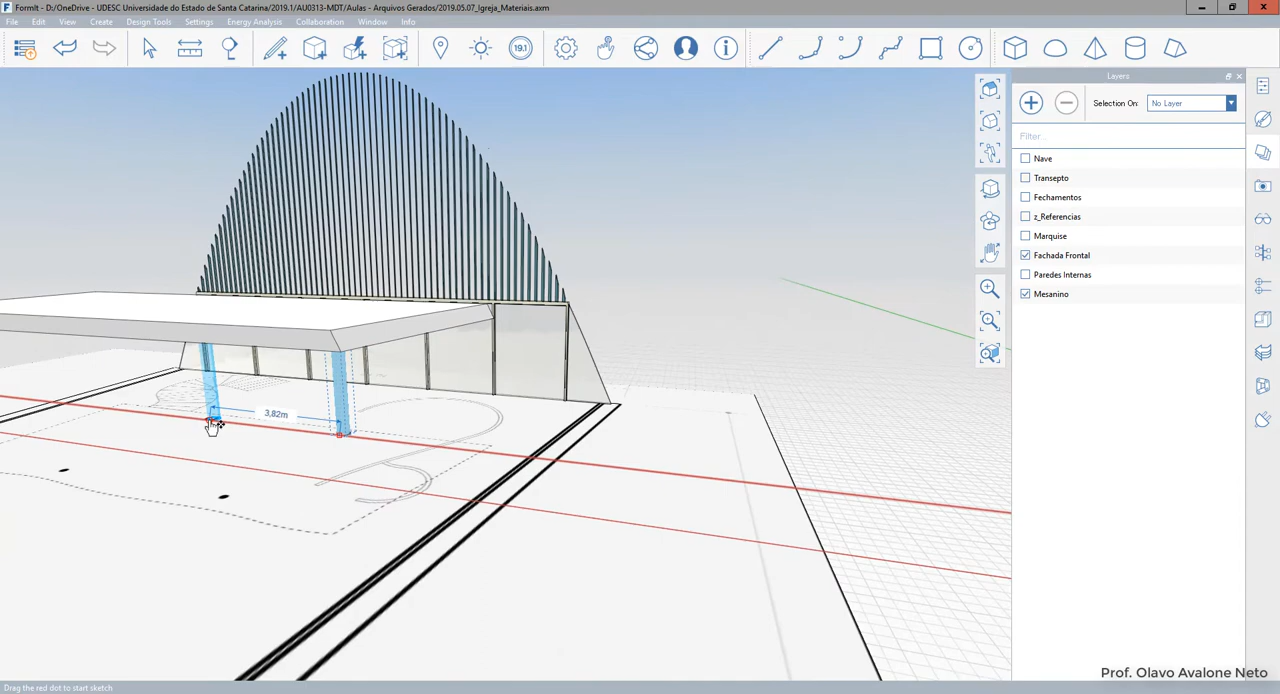 FormIt - D:/OneDrive - UDESC Universidade do Estado de Santa Catarina/2019.1/AU0313-MDT/Aulas - Arquivos Gerados/2019.05.07_Igreja_Materiais.axm
File Edit View Create Design Tools Settings Energy Analysis Collaboration Window Info
19.1
Layers
Selection On: No Layer
Filter...
Nave
Transepto
Fechamentos
z_Referencias
Marquise
Fachada Frontal
Paredes Internas
Mesanino
3,82m
Prof. Olavo Avalone Neto
Drag the red dot to start sketch